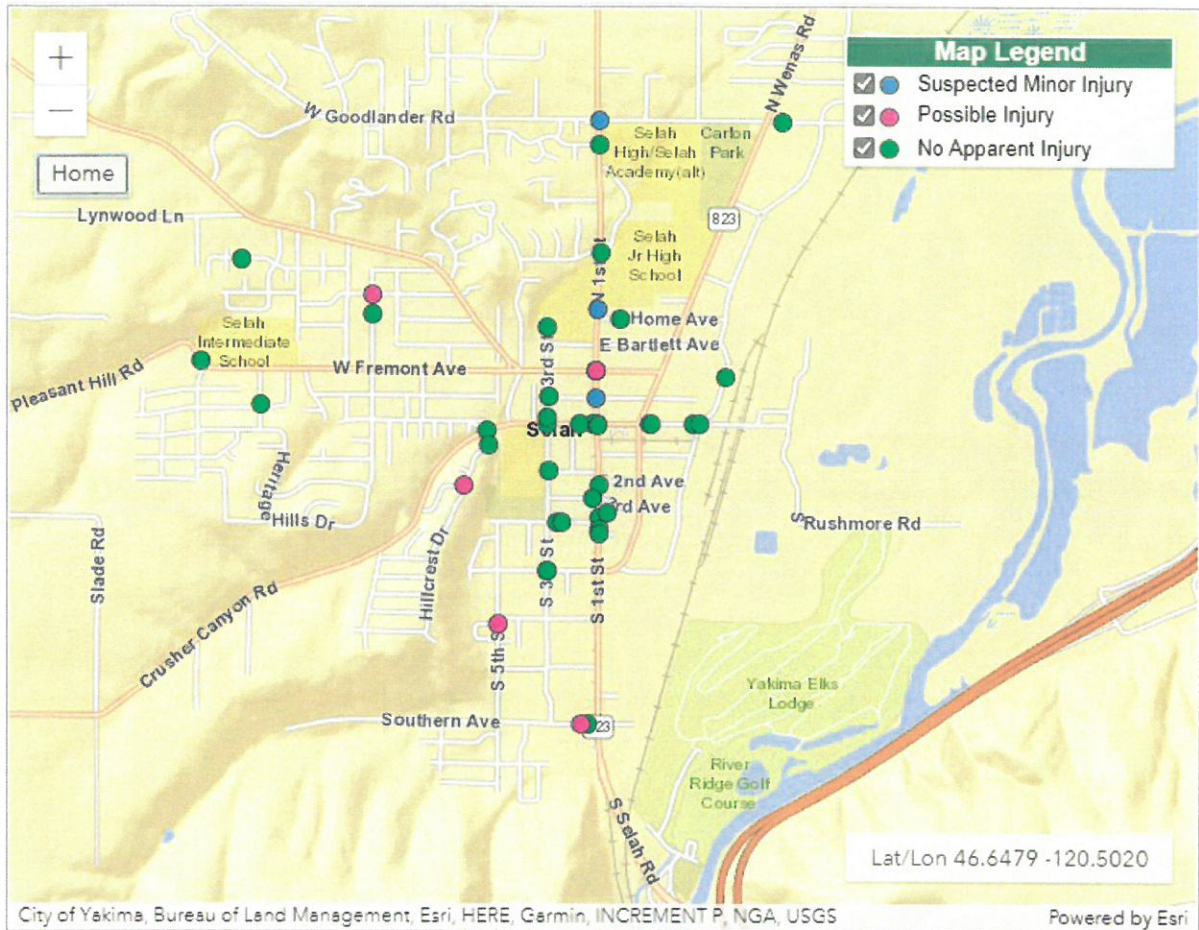 +
−
Home
Map Legend
Suspected Minor Injury
Possible Injury
No Apparent Injury
N Wenas Rd
W Goodlander Rd
Selah
High/Selah
Academy(alt)
Carlon
Park
Lynwood Ln
823
Selah
Jr High
School
N 1st St
Home Ave
E Bartlett Ave
Selah
Intermediate
School
3rd St
W Fremont Ave
Pleasant Hill Rd
Selah
2nd Ave
3rd Ave
Heritage
Hills Dr
S Rushmore Rd
Slade Rd
Hillcrest Dr
S 3 St
S 1st St
Crusher Canyon Rd
S 5th S
Yakima Elks
Lodge
Southern Ave
823
River
Ridge Golf
Course
S Selah Rd
Lat/Lon 46.6479 -120.5020
City of Yakima, Bureau of Land Management, Esri, HERE, Garmin, INCREMENT P, NGA, USGS
Powered by Esri